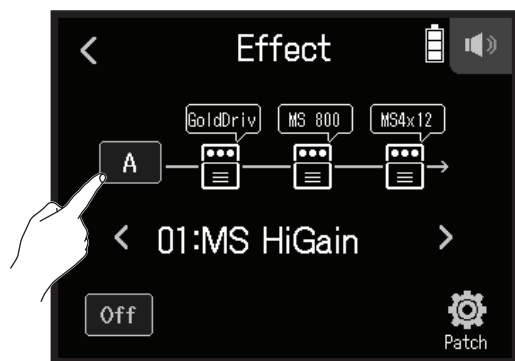 Effect
GoldDriv MS 800 MS4x12
A
01:MS HiGain
Off
Patch